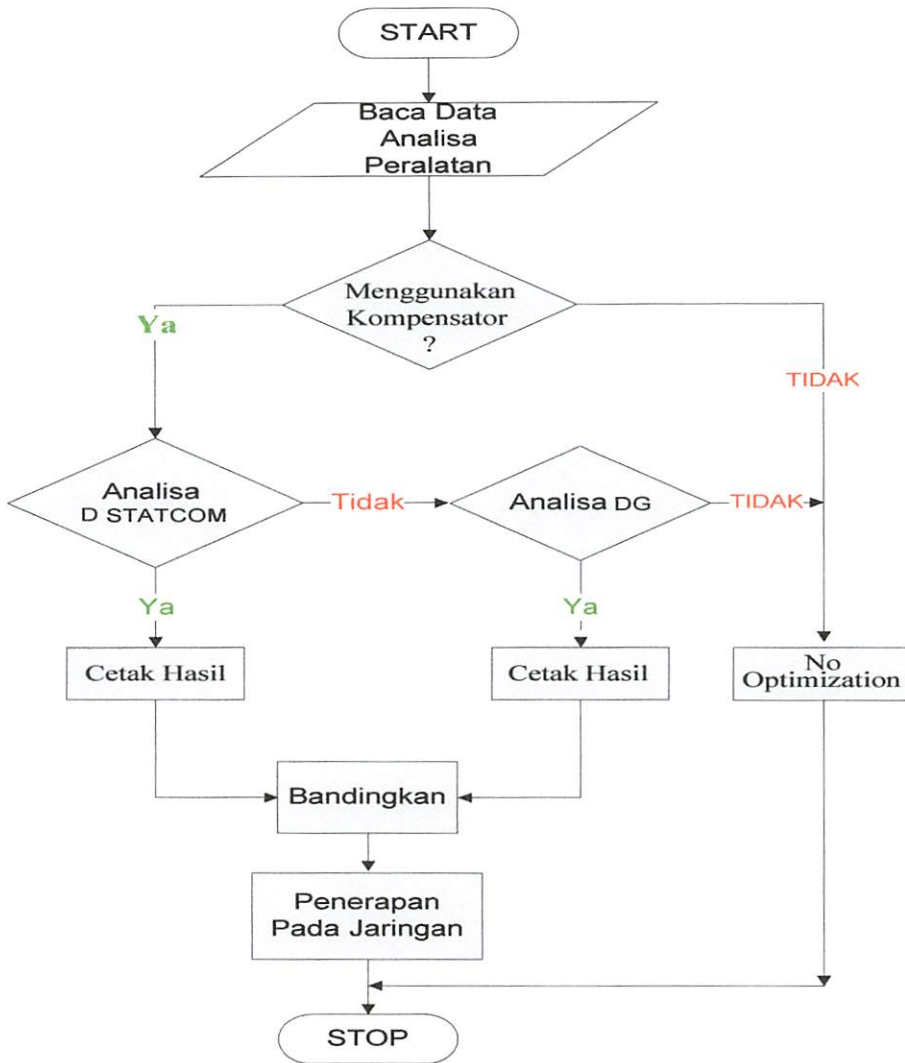 START
Baca Data
Analisa
Peralatan
Menggunakan
Kompensator
?
Ya
TIDAK
Analisa
D STATCOM
Tidak
Analisa DG
TIDAK
Ya
Ya
Cetak Hasil
Cetak Hasil
No
Optimization
Bandingkan
Penerapan
Pada Jaringan
STOP